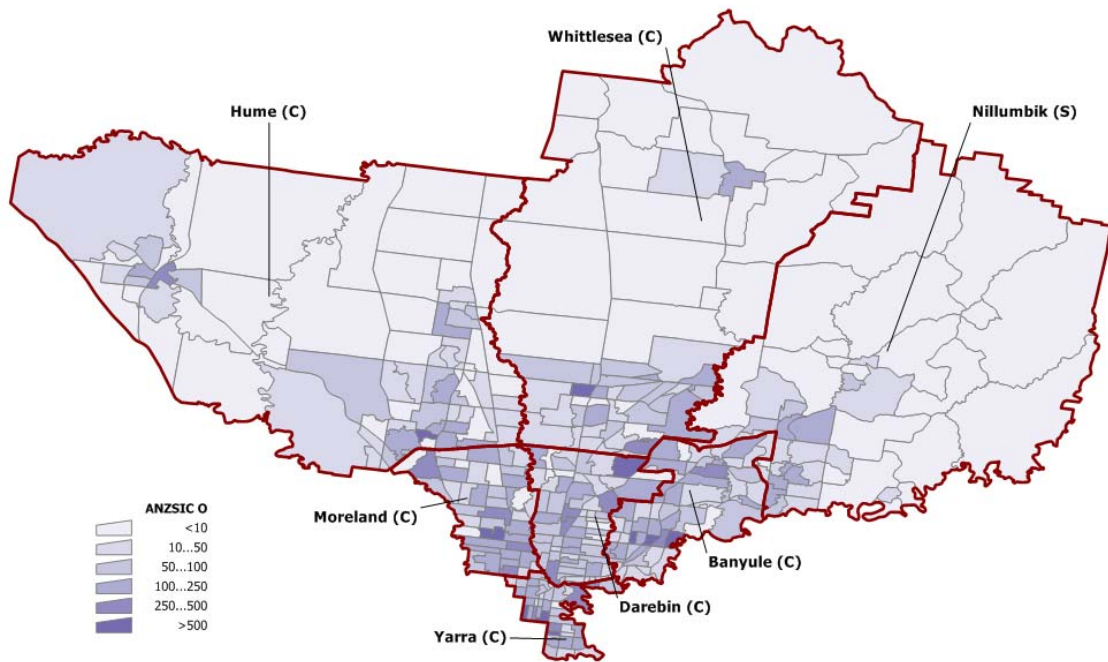 Whittlesea (C)
Hume (C)
Nillumbik (S)
ANZSIC O
<10
10...50
50...100
100...250
250...500
>500
Moreland (C)
Banyule (C)
Darebin (C)
Yarra (C)